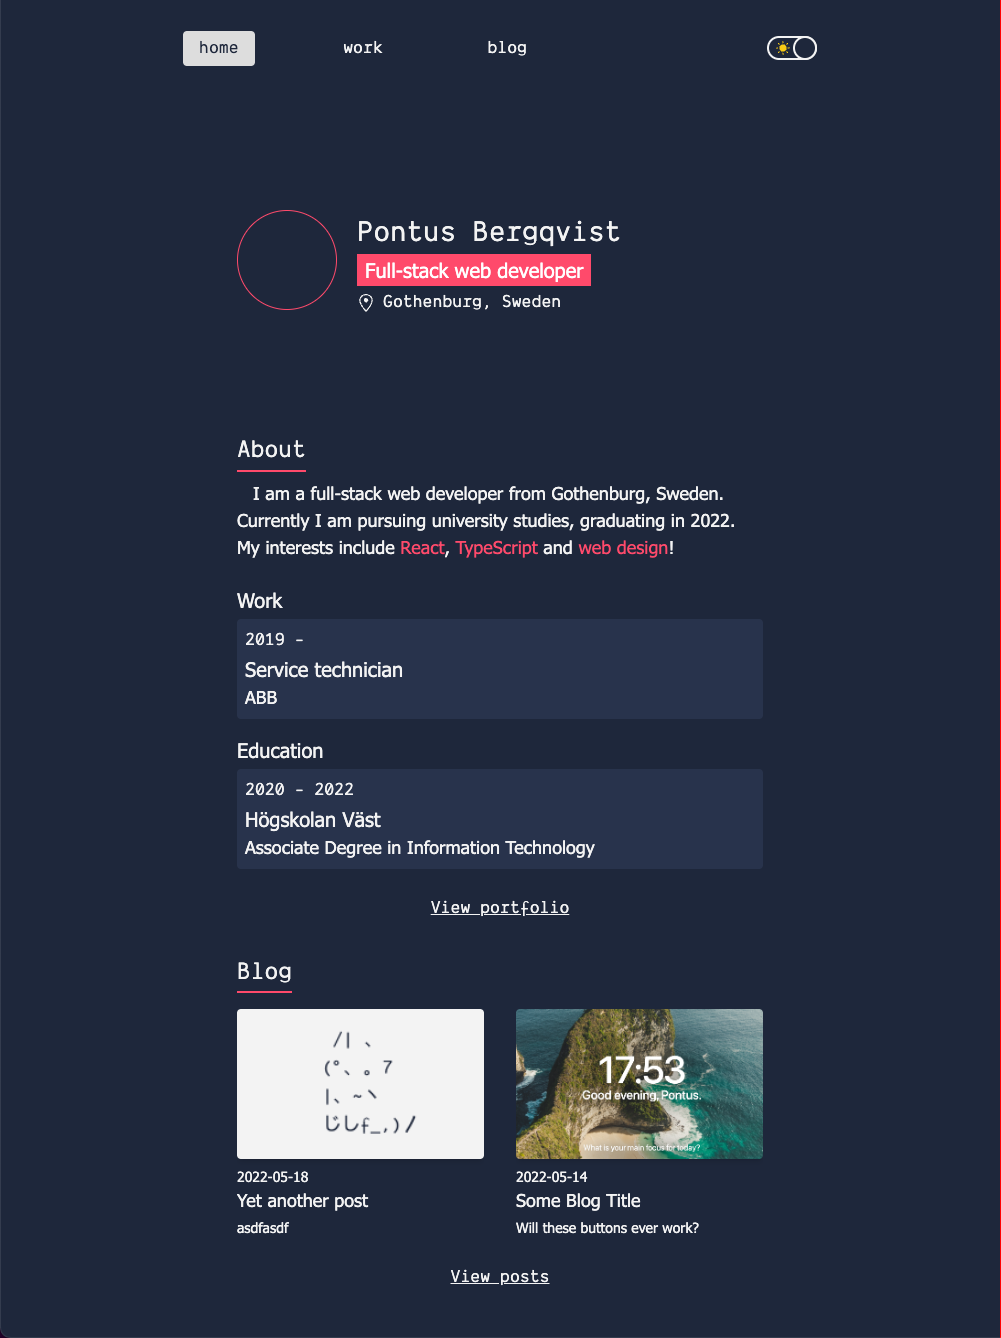 home
work
blog
Pontus Bergqvist
Full-stack web developer
Gothenburg, Sweden
About
I am a full-stack web developer from Gothenburg, Sweden.
Currently I am pursuing university studies, graduating in 2022.
My interests include React, TypeScript and web design!
Work
2019 -
Service technician
ABB
Education
2020 - 2022
Högskolan Väst
Associate Degree in Information Technology
View portfolio
Blog
/| 、
(°、 。7
|、~ヽ
じしf_,)/
2022-05-18
Yet another post
asdfasdf
17:53
Good evening, Pontus.
What is your main focus for today?
2022-05-14
Some Blog Title
Will these buttons ever work?
View posts